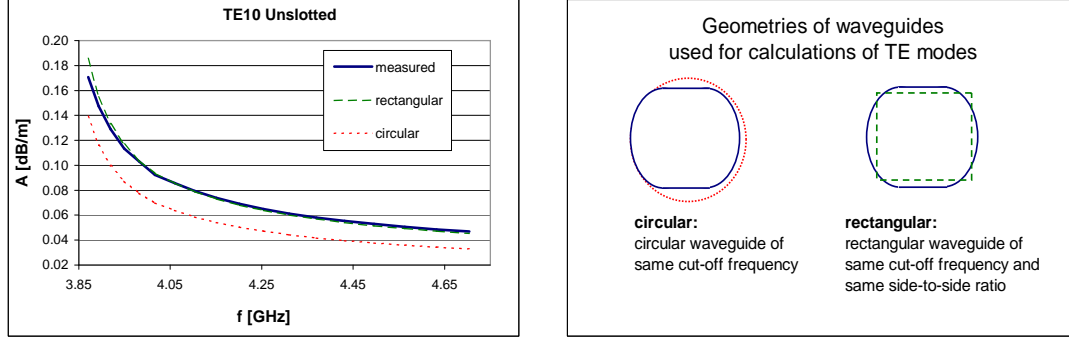 TE10 Unslotted
0.20
0.18
0.16
0.14
0.12
0.10
0.08
0.06
0.04
0.02
A [dB/m]
measured
rectangular
circular
3.85 4.05 4.25 4.45 4.65
f [GHz]
Geometries of waveguides
used for calculations of TE modes
circular:
circular waveguide of
same cut-off frequency
rectangular:
rectangular waveguide of
same cut-off frequency and
same side-to-side ratio